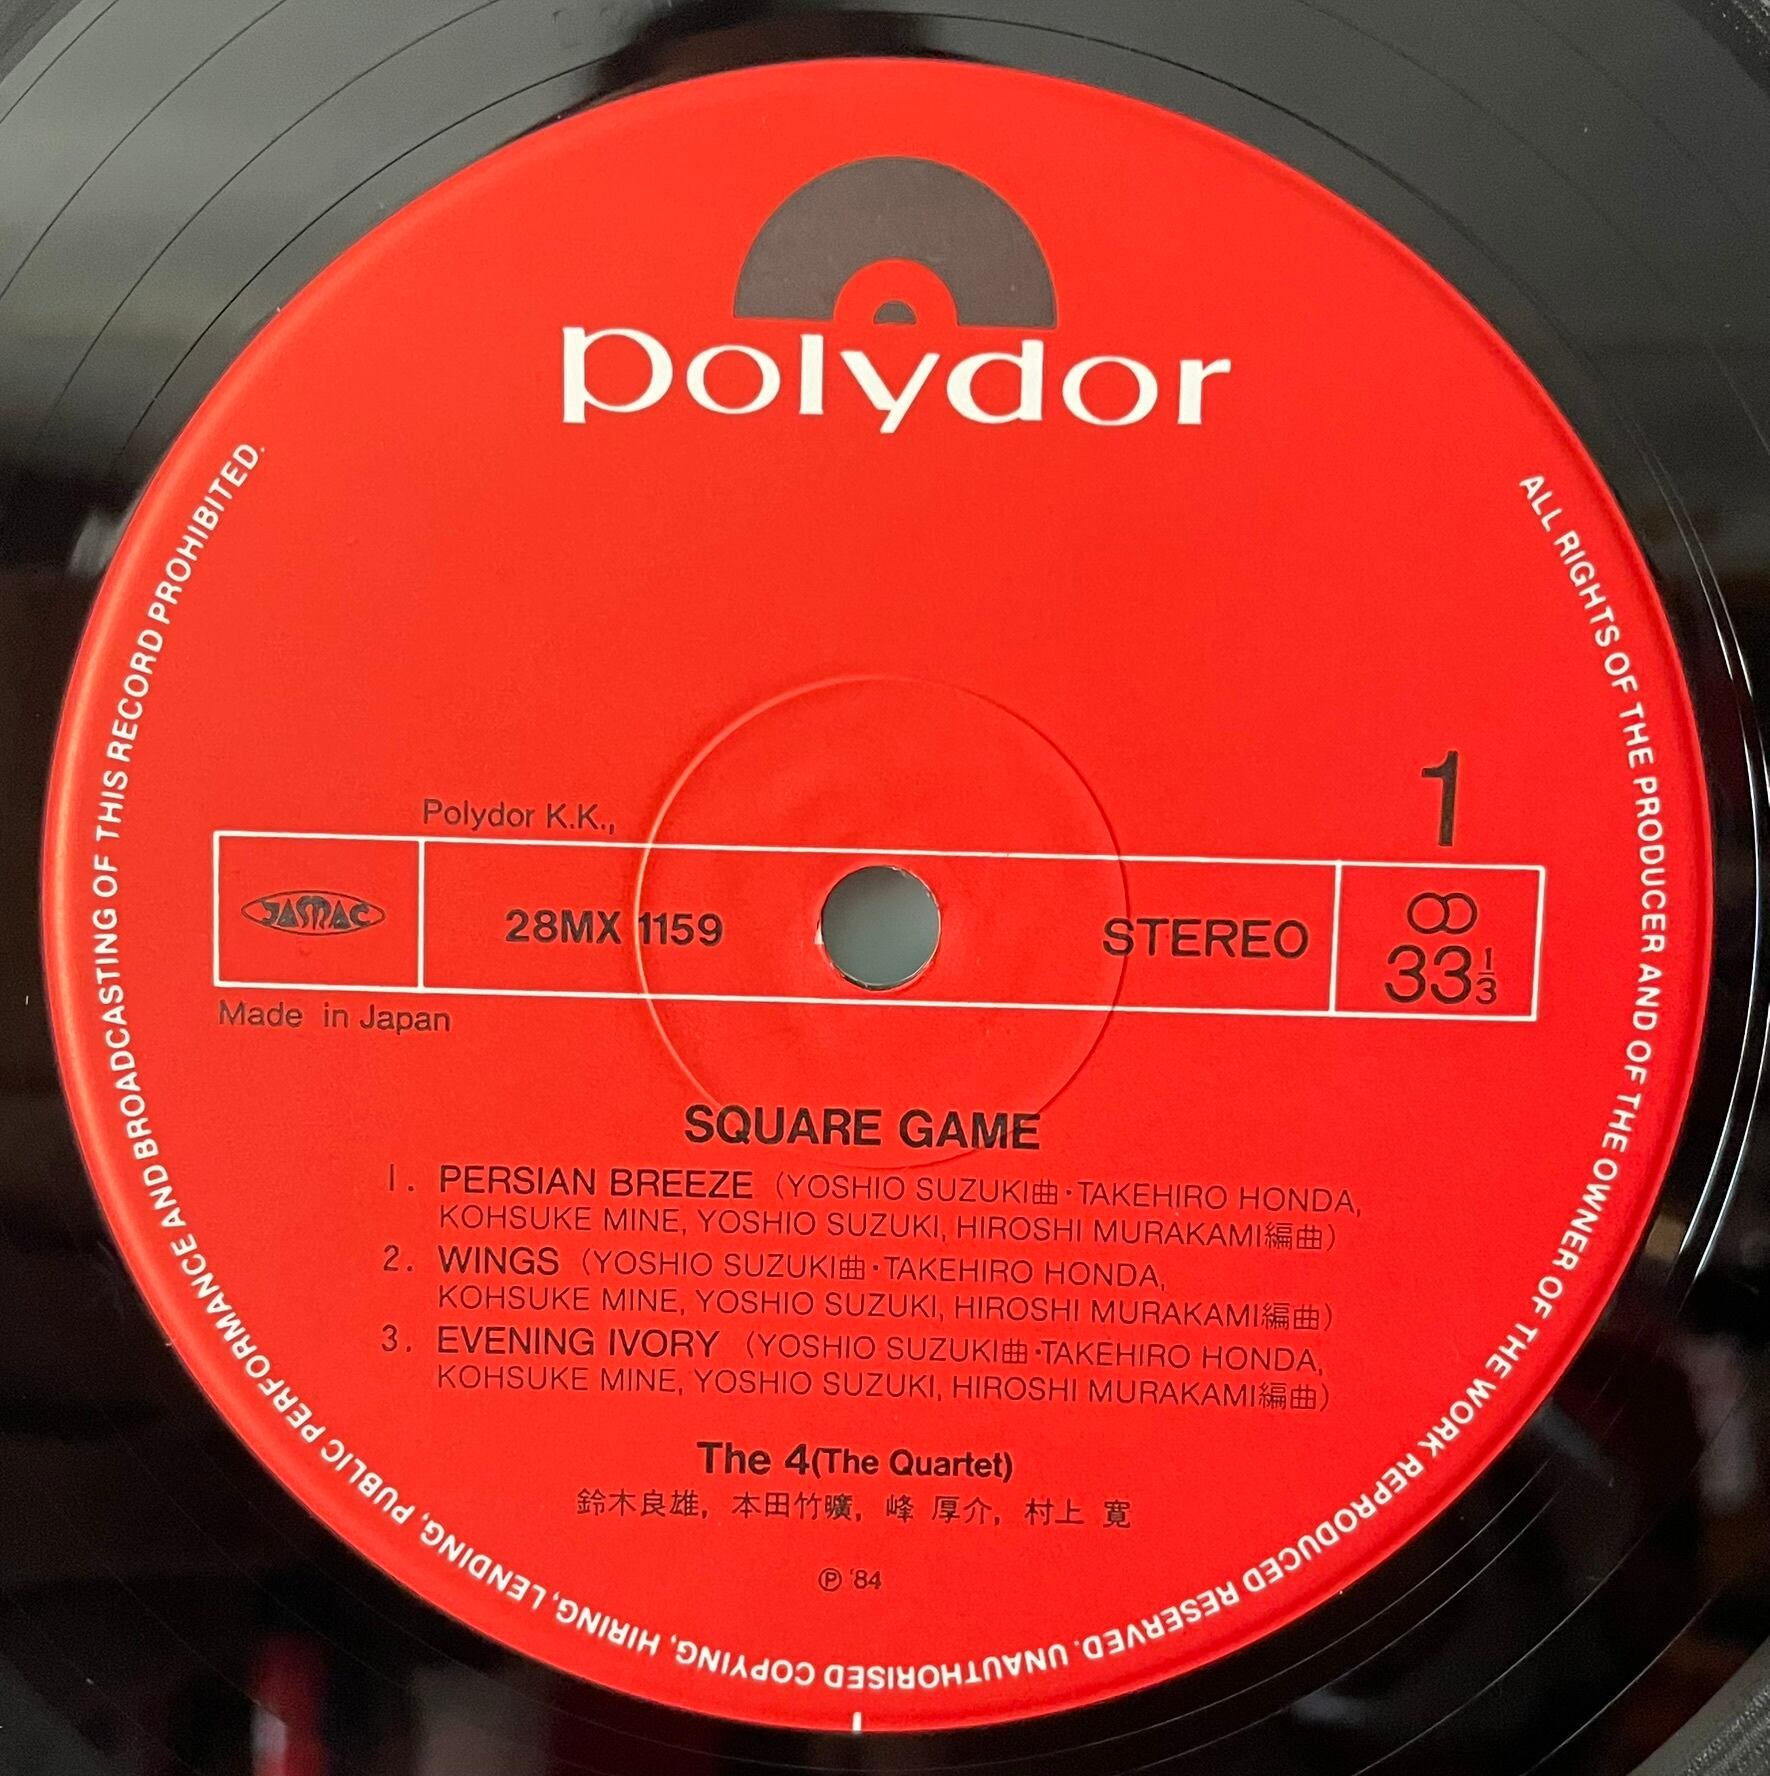 polydor
1
Polydor K.K.,
JASRAC
28MX 1159
STEREO
33 1/3
Made in Japan
SQUARE GAME
1. PERSIAN BREEZE (YOSHIO SUZUKI曲・TAKEHIRO HONDA,
KOHSUKE MINE, YOSHIO SUZUKI, HIROSHI MURAKAMI編曲)
2. WINGS (YOSHIO SUZUKI曲・TAKEHIRO HONDA,
KOHSUKE MINE, YOSHIO SUZUKI, HIROSHI MURAKAMI編曲)
3. EVENING IVORY (YOSHIO SUZUKI曲・TAKEHIRO HONDA,
KOHSUKE MINE, YOSHIO SUZUKI, HIROSHI MURAKAMI編曲)
The 4(The Quartet)
鈴木良雄, 本田竹曠, 峰 厚介, 村上 寛
Ⓟ '84
ALL RIGHTS OF THE PRODUCER AND OF THE OWNER OF THE WORK REPRODUCED RESERVED. UNAUTHORISED COPYING, HIRING, LENDING, PUBLIC PERFORMANCE AND BROADCASTING OF THIS RECORD PROHIBITED.